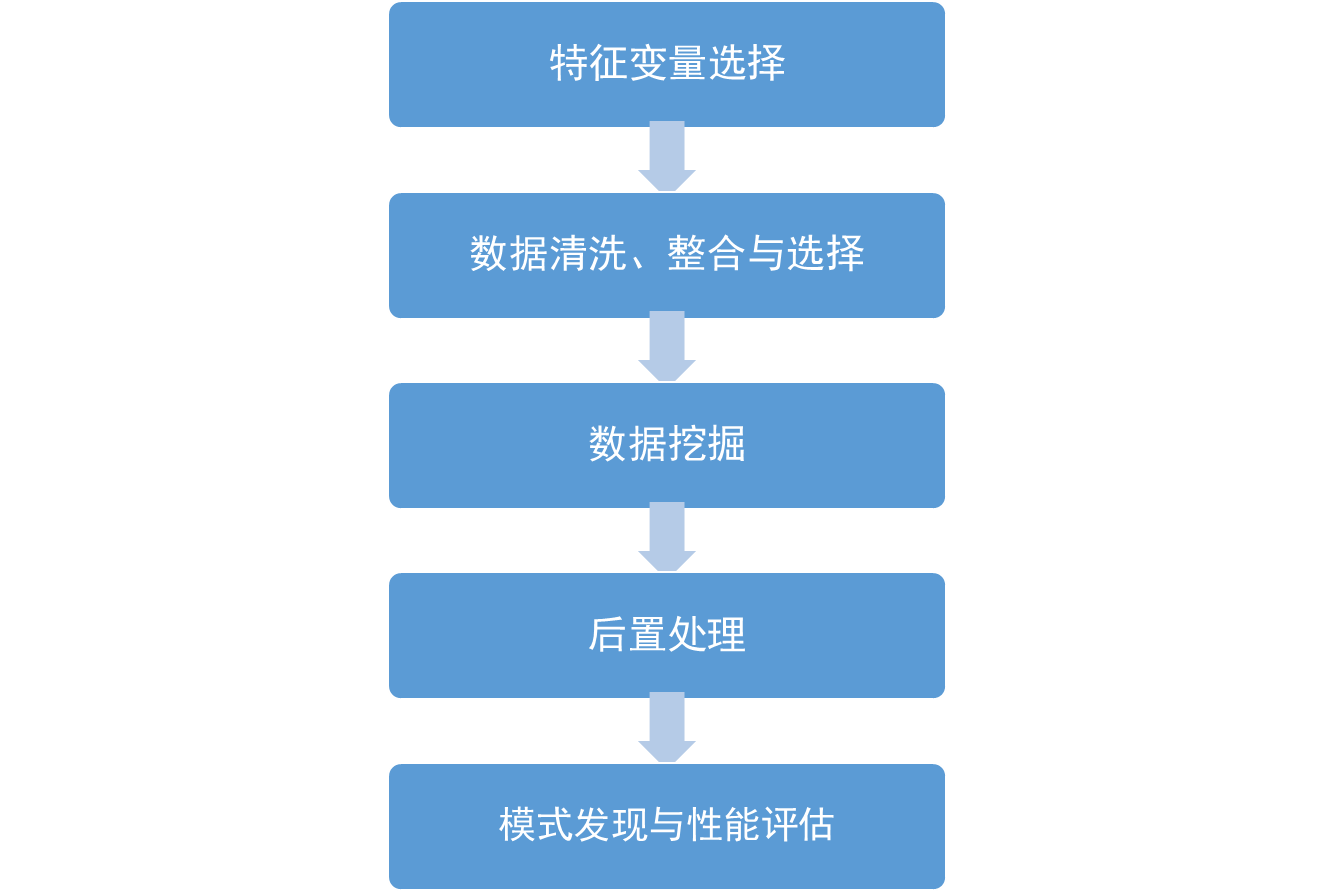 特征变量选择
数据清洗、整合与选择
数据挖掘
后置处理
模式发现与性能评估